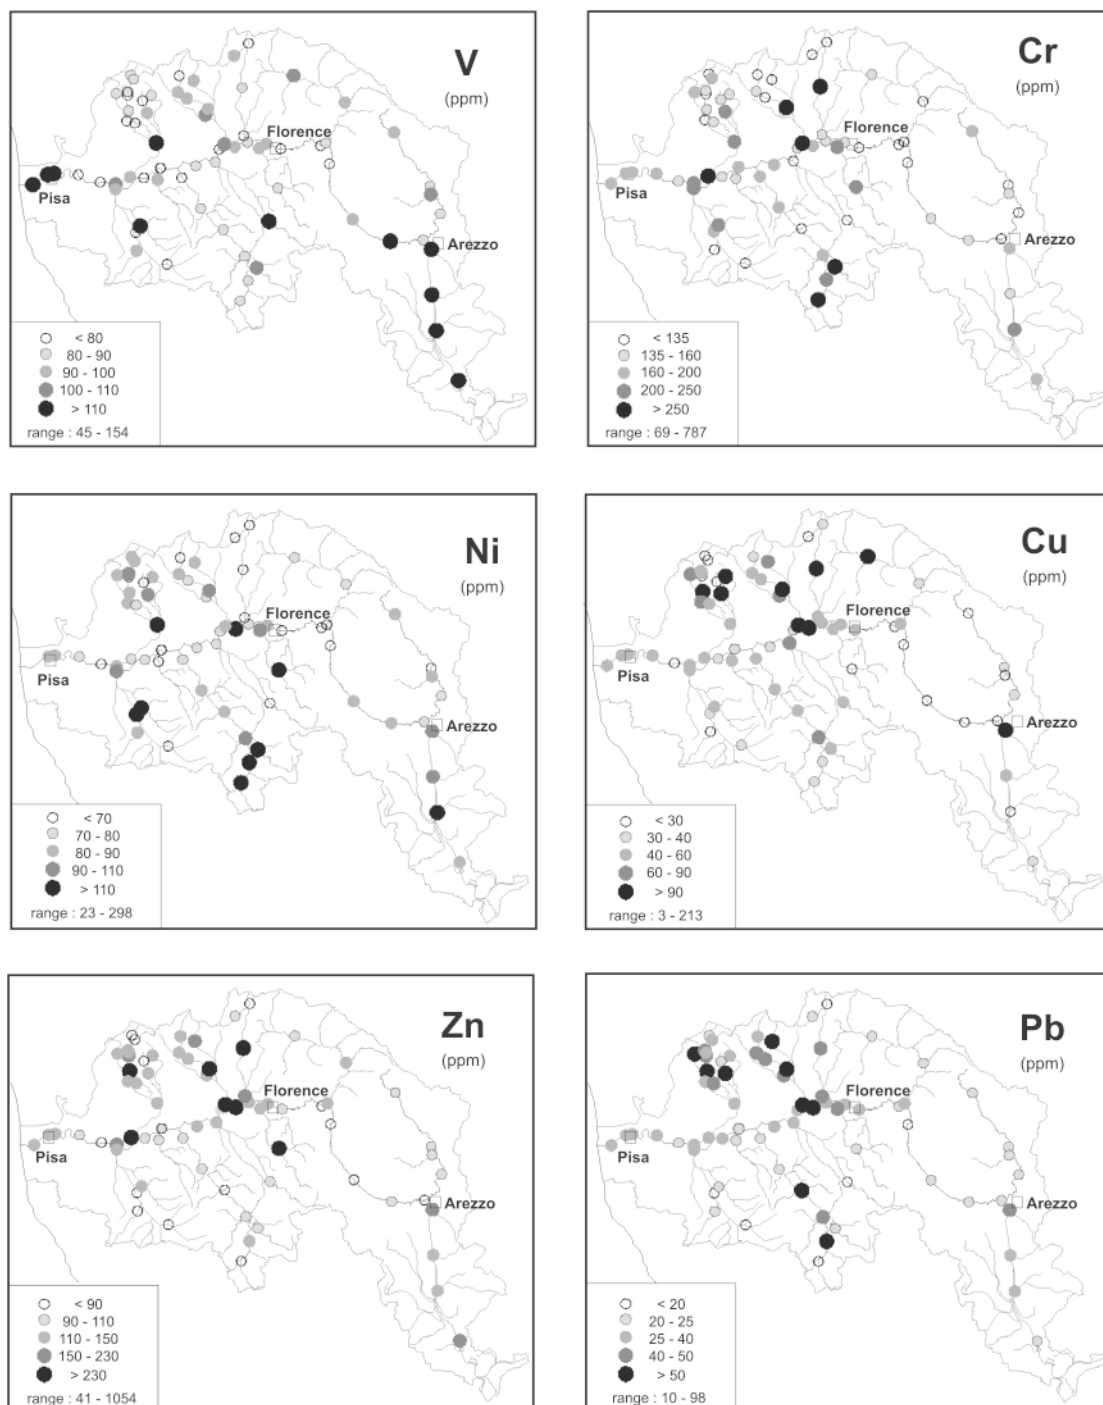 V
(ppm)
Florence
Pisa
Arezzo
< 80
80 - 90
90 - 100
100 - 110
> 110
range : 45 - 154
Cr
(ppm)
Florence
Pisa
Arezzo
< 135
135 - 160
160 - 200
200 - 250
> 250
range : 69 - 787
Ni
(ppm)
Florence
Pisa
Arezzo
< 70
70 - 80
80 - 90
90 - 110
> 110
range : 23 - 298
Cu
(ppm)
Florence
Pisa
Arezzo
< 30
30 - 40
40 - 60
60 - 90
> 90
range : 3 - 213
Zn
(ppm)
Florence
Pisa
Arezzo
< 90
90 - 110
110 - 150
150 - 230
> 230
range : 41 - 1054
Pb
(ppm)
Florence
Pisa
Arezzo
< 20
20 - 25
25 - 40
40 - 50
> 50
range : 10 - 98